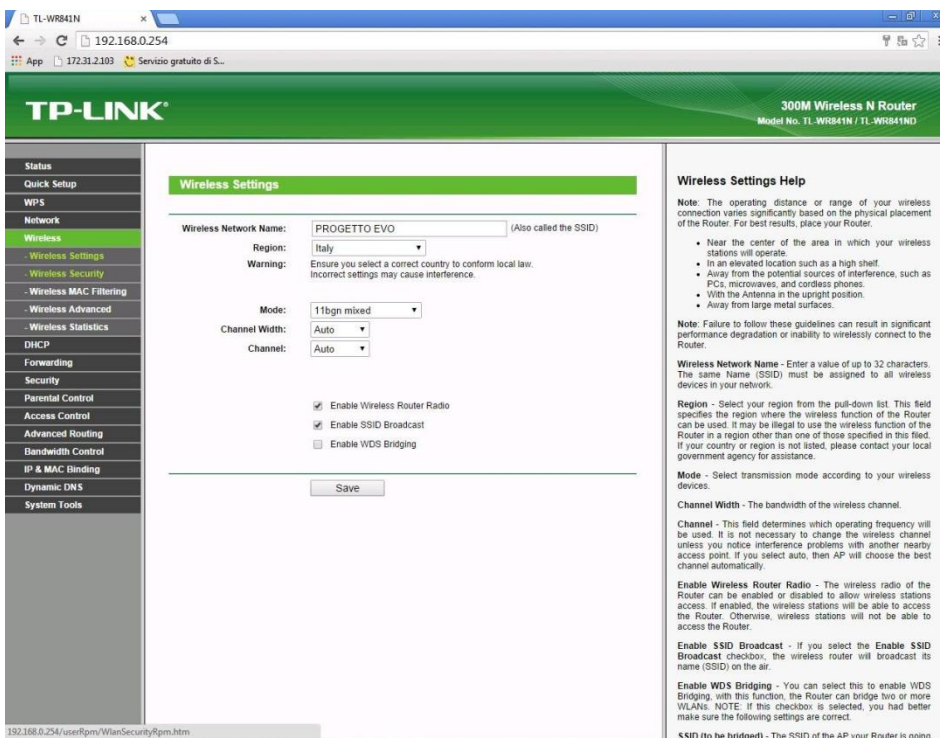 TL-WR841N
192.168.0.254
App 172.31.2.103 Servizio gratuito di S...
TP-LINK®
300M Wireless N Router
Model No. TL-WR841N / TL-WR841ND
Status
Quick Setup
WPS
Network
Wireless
- Wireless Settings
- Wireless Security
- Wireless MAC Filtering
- Wireless Advanced
- Wireless Statistics
DHCP
Forwarding
Security
Parental Control
Access Control
Advanced Routing
Bandwidth Control
IP & MAC Binding
Dynamic DNS
System Tools
Wireless Settings
Wireless Network Name: PROGETTO EVO (Also called the SSID)
Region: Italy
Warning: Ensure you select a correct country to conform local law.
Incorrect settings may cause interference.
Mode: 11bgn mixed
Channel Width: Auto
Channel: Auto
Enable Wireless Router Radio
Enable SSID Broadcast
Enable WDS Bridging
Save
Wireless Settings Help
Note: The operating distance or range of your wireless
connection varies significantly based on the physical placement
of the Router. For best results, place your Router.
• Near the center of the area in which your wireless
stations will operate.
• In an elevated location such as a high shelf.
• Away from the potential sources of interference, such as
PCs, microwaves, and cordless phones.
• With the Antenna in the upright position.
• Away from large metal surfaces.
Note: Failure to follow these guidelines can result in significant
performance degradation or inability to wirelessly connect to the
Router.
Wireless Network Name - Enter a value of up to 32 characters.
The same Name (SSID) must be assigned to all wireless
devices in your network.
Region - Select your region from the pull-down list. This field
specifies the region where the wireless function of the Router
can be used. It may be illegal to use the wireless function of the
Router in a region other than one of those specified in this filed.
If your country or region is not listed, please contact your local
government agency for assistance.
Mode - Select transmission mode according to your wireless
devices.
Channel Width - The bandwidth of the wireless channel.
Channel - This field determines which operating frequency will
be used. It is not necessary to change the wireless channel
unless you notice interference problems with another nearby
access point. If you select auto, then AP will choose the best
channel automatically.
Enable Wireless Router Radio - The wireless radio of the
Router can be enabled or disabled to allow wireless stations
access. If enabled, the wireless stations will be able to access
the Router. Otherwise, wireless stations will not be able to
access the Router.
Enable SSID Broadcast - If you select the Enable SSID
Broadcast checkbox, the wireless router will broadcast its
name (SSID) on the air.
Enable WDS Bridging - You can select this to enable WDS
Bridging, with this function, the Router can bridge two or more
WLANs. NOTE: If this checkbox is selected, you had better
make sure the following settings are correct.
SSID (to be bridged) - The SSID of the AP your Router is going
192.168.0.254/userRpm/WlanSecurityRpm.htm